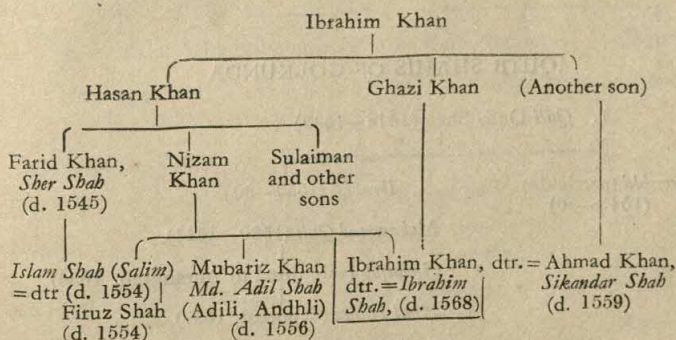 Ibrahim Khan
Hasan Khan Ghazi Khan (Another son)
Farid Khan, Nizam Sulaiman
Sher Shah Khan and other
(d. 1545) sons
Islam Shah (Salim) Mubariz Khan Ibrahim Khan, dtr. = Ahmad Khan,
=dtr (d. 1554) Md. Adil Shah dtr.=Ibrahim Sikandar Shah
Firuz Shah (Adili, Andhli) Shah, (d. 1568) (d. 1559)
(d. 1554) (d. 1556)